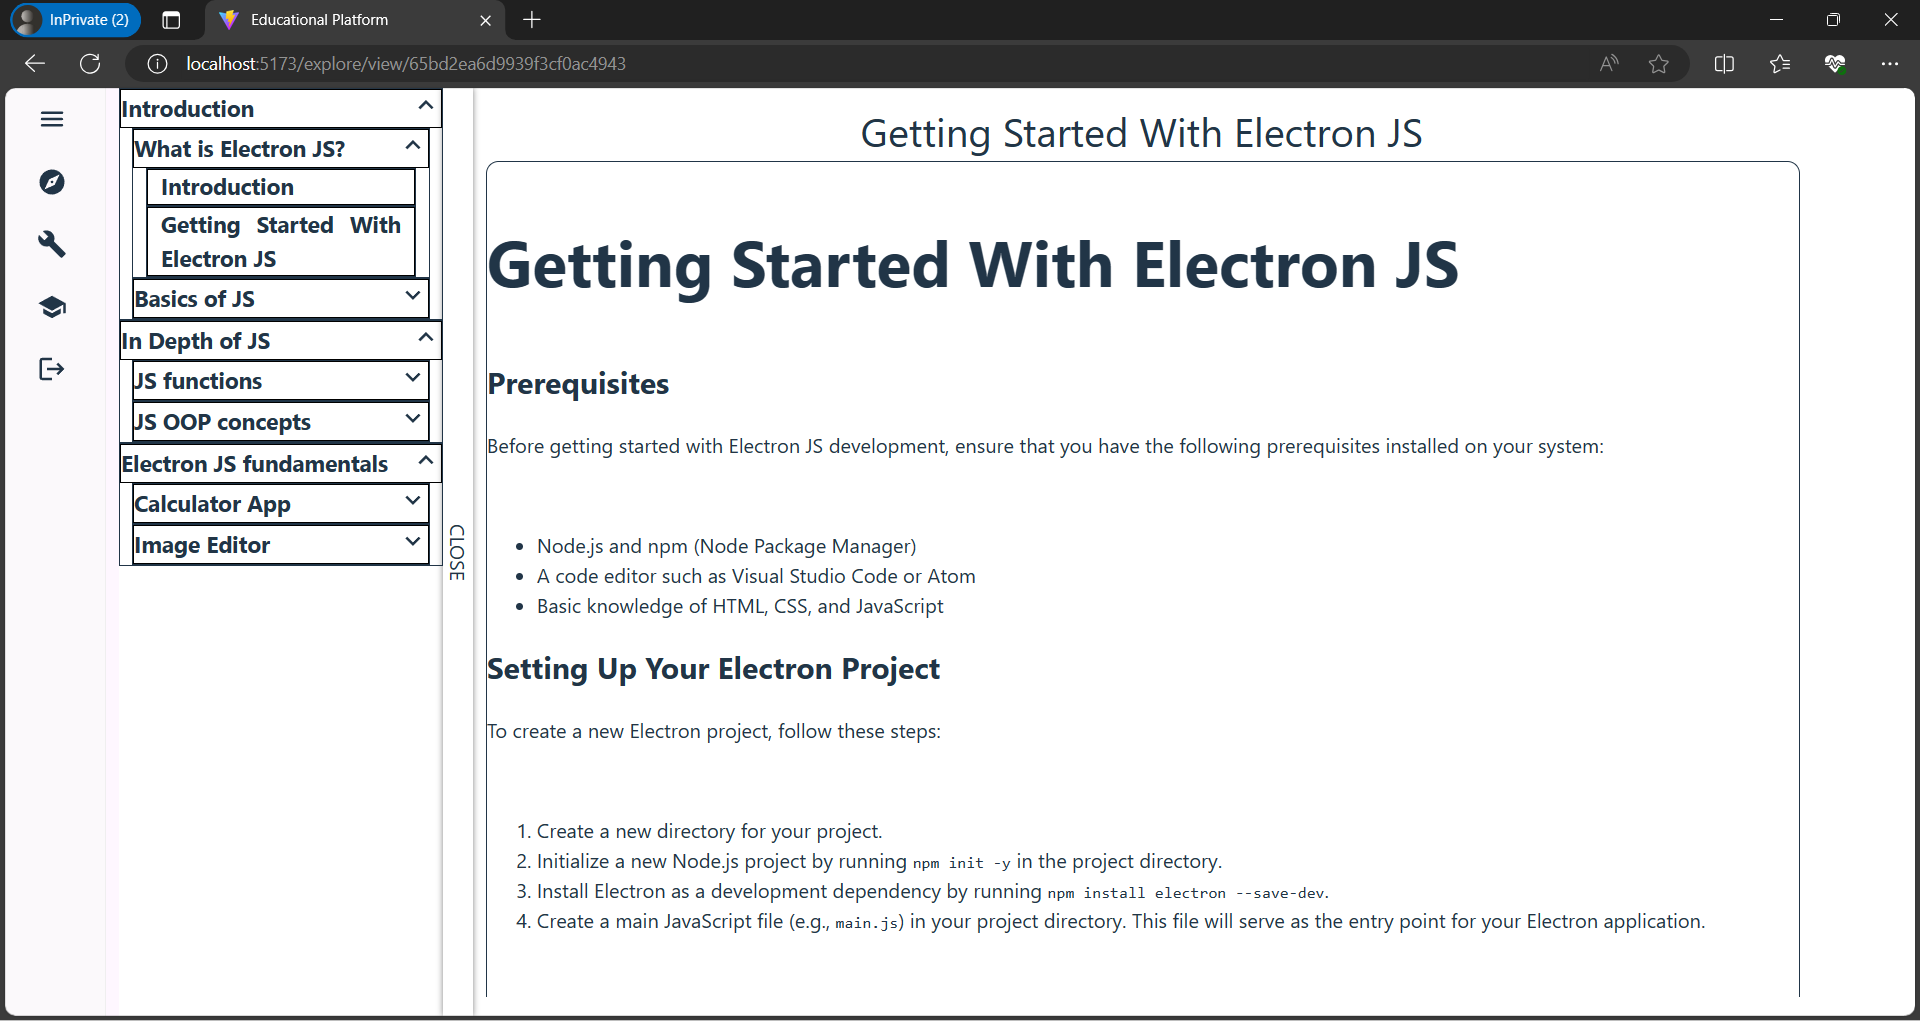 InPrivate (2)
Educational Platform
localhost:5173/explore/view/65bd2ea6d9939f3cf0ac4943
Introduction
What is Electron JS?
Introduction
Getting Started With
Electron JS
Basics of JS
In Depth of JS
JS functions
JS OOP concepts
Electron JS fundamentals
Calculator App
Image Editor
CLOSE
Getting Started With Electron JS
Getting Started With Electron JS
Prerequisites
Before getting started with Electron JS development, ensure that you have the following prerequisites installed on your system:
• Node.js and npm (Node Package Manager)
• A code editor such as Visual Studio Code or Atom
• Basic knowledge of HTML, CSS, and JavaScript
Setting Up Your Electron Project
To create a new Electron project, follow these steps:
1. Create a new directory for your project.
2. Initialize a new Node.js project by running npm init -y in the project directory.
3. Install Electron as a development dependency by running npm install electron --save-dev.
4. Create a main JavaScript file (e.g., main.js) in your project directory. This file will serve as the entry point for your Electron application.